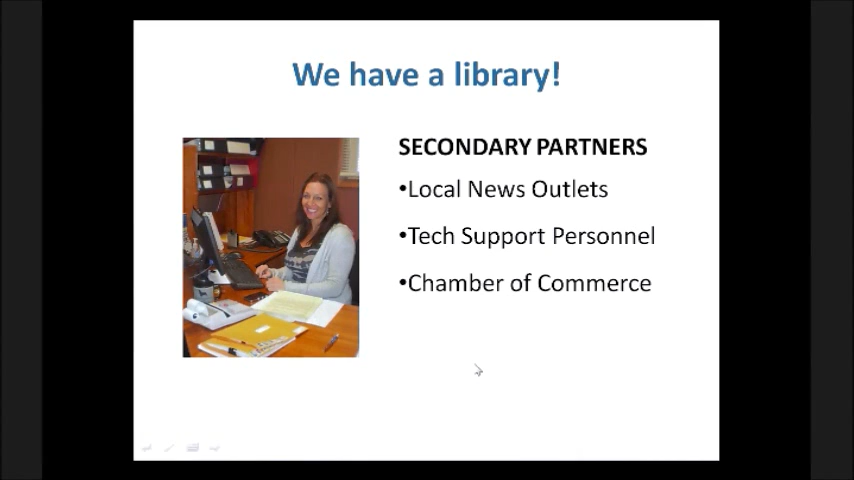 We have a library!
SECONDARY PARTNERS
•Local News Outlets
•Tech Support Personnel
•Chamber of Commerce